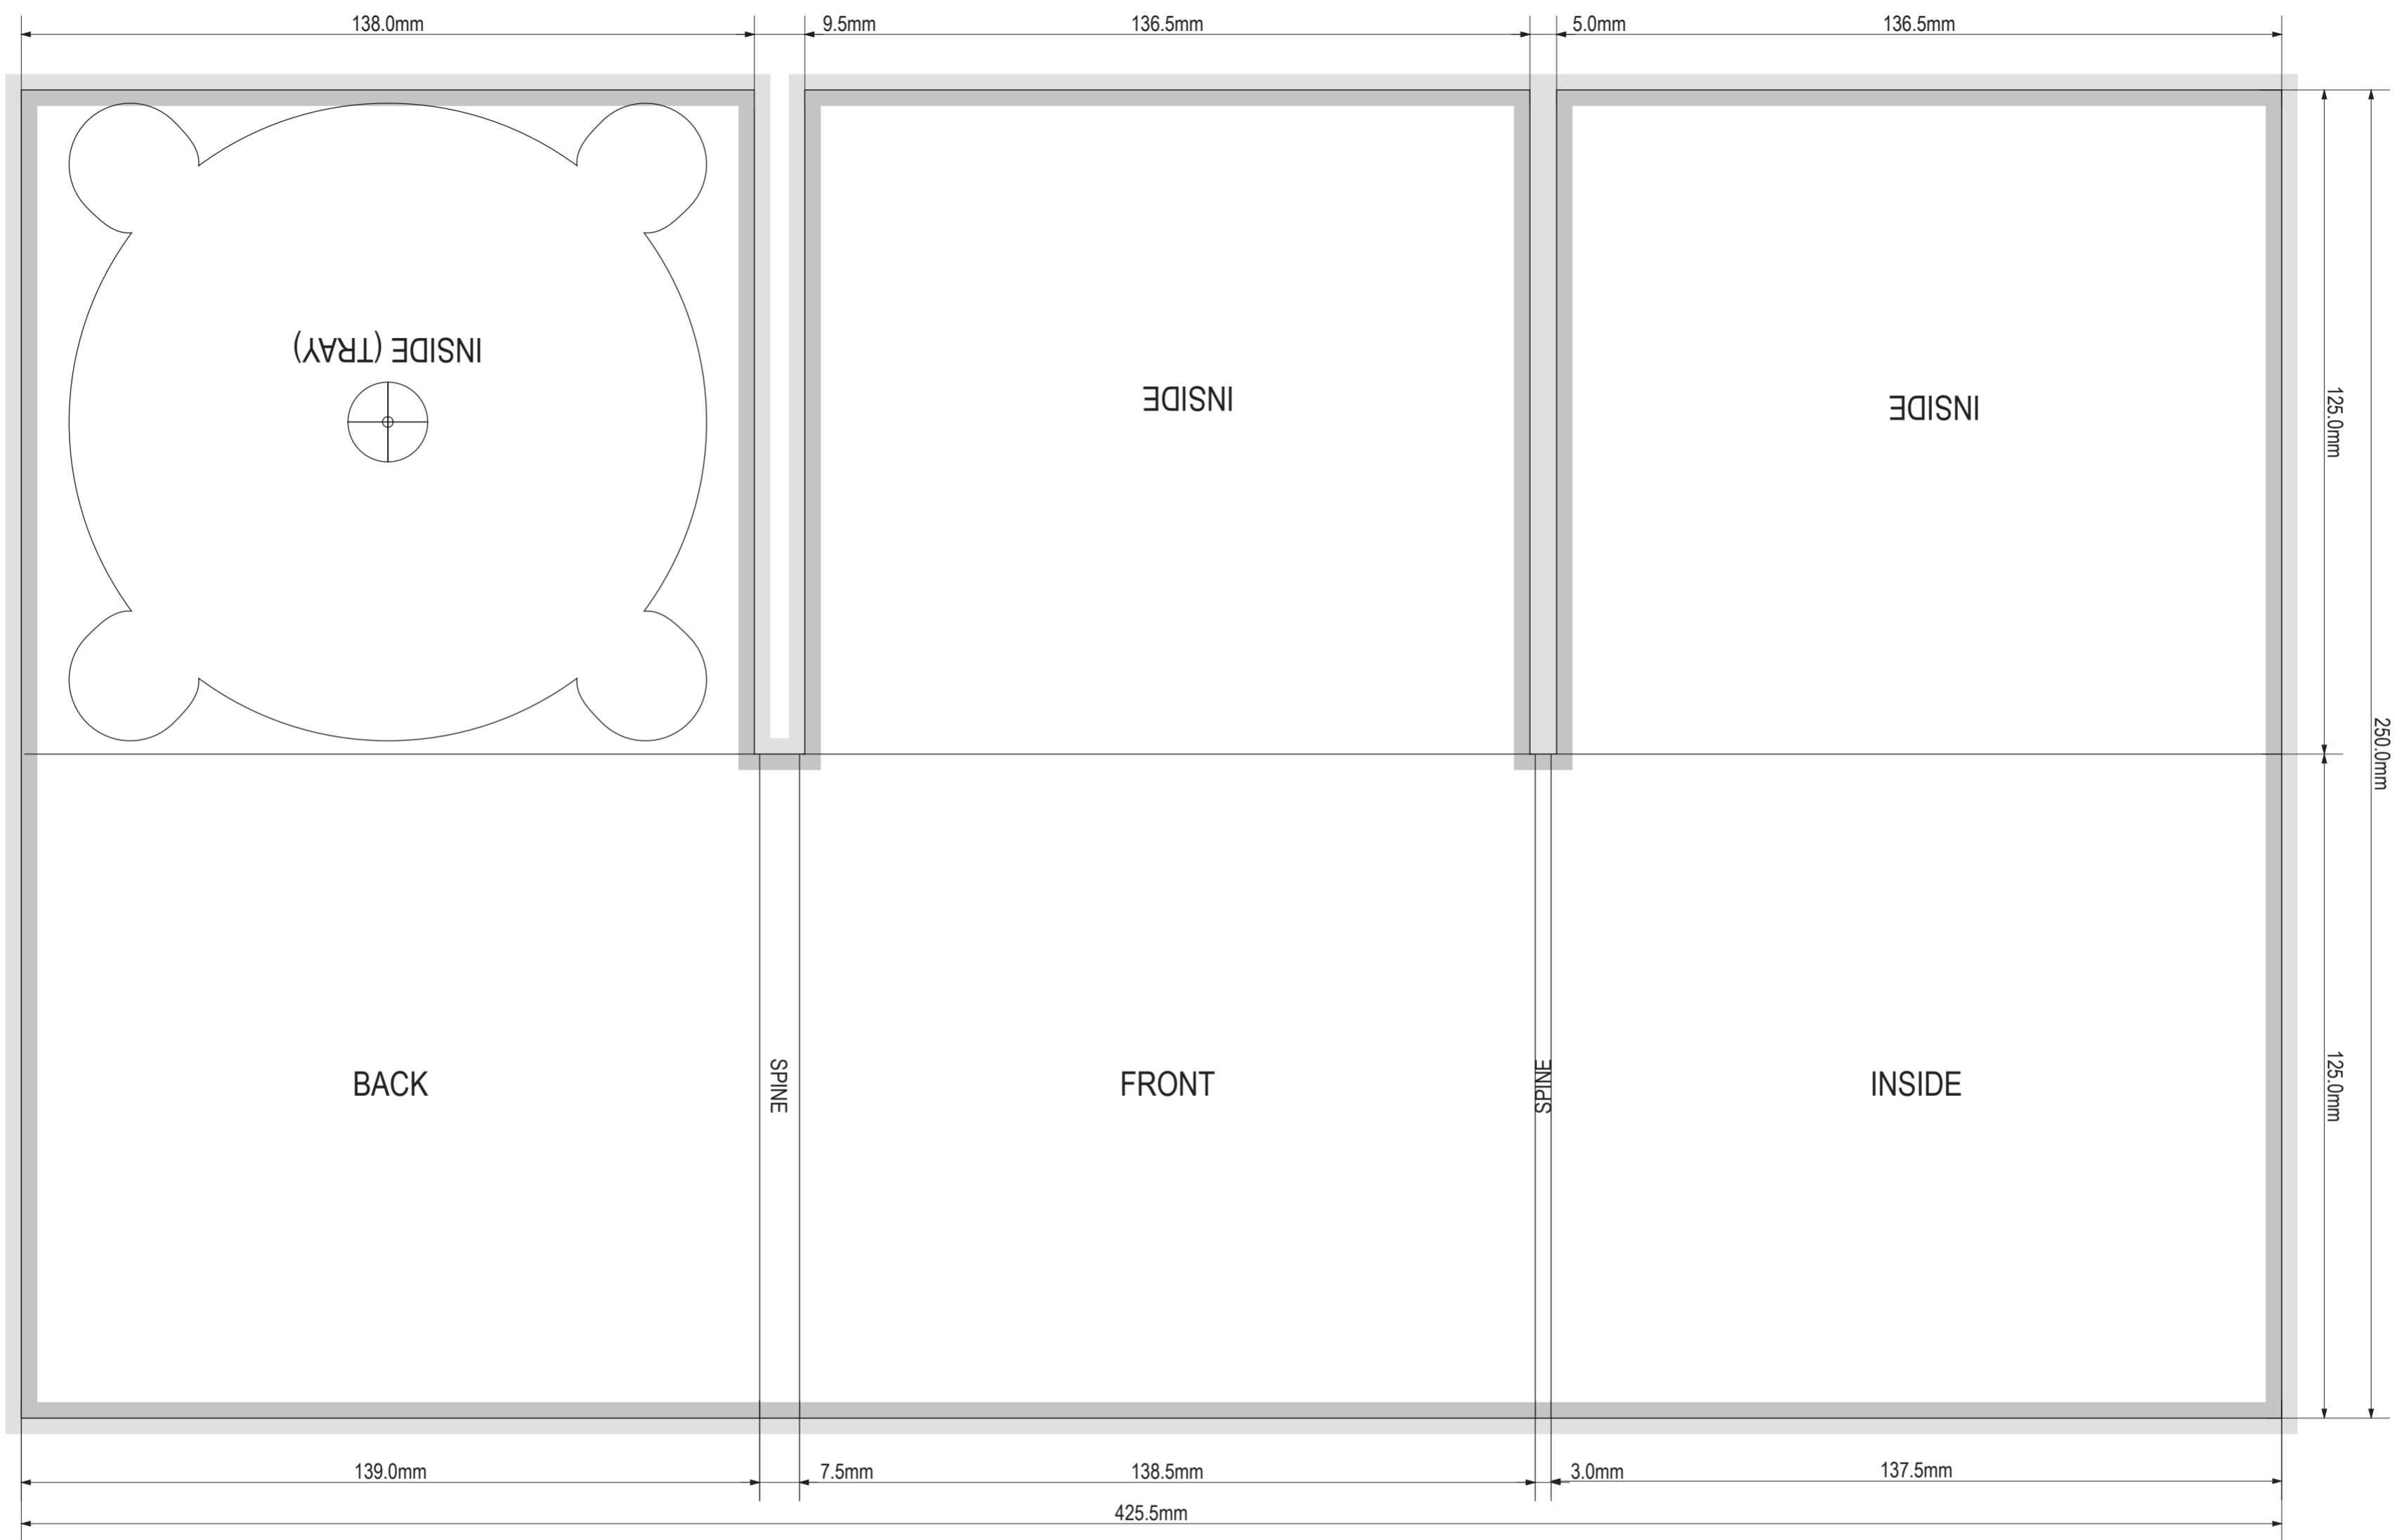 138.0mm
9.5mm
136.5mm
5.0mm
136.5mm
INSIDE (TRAY)
INSIDE
INSIDE
125.0mm
250.0mm
BACK
SPINE
FRONT
SPINE
INSIDE
125.0mm
139.0mm
7.5mm
138.5mm
3.0mm
137.5mm
425.5mm